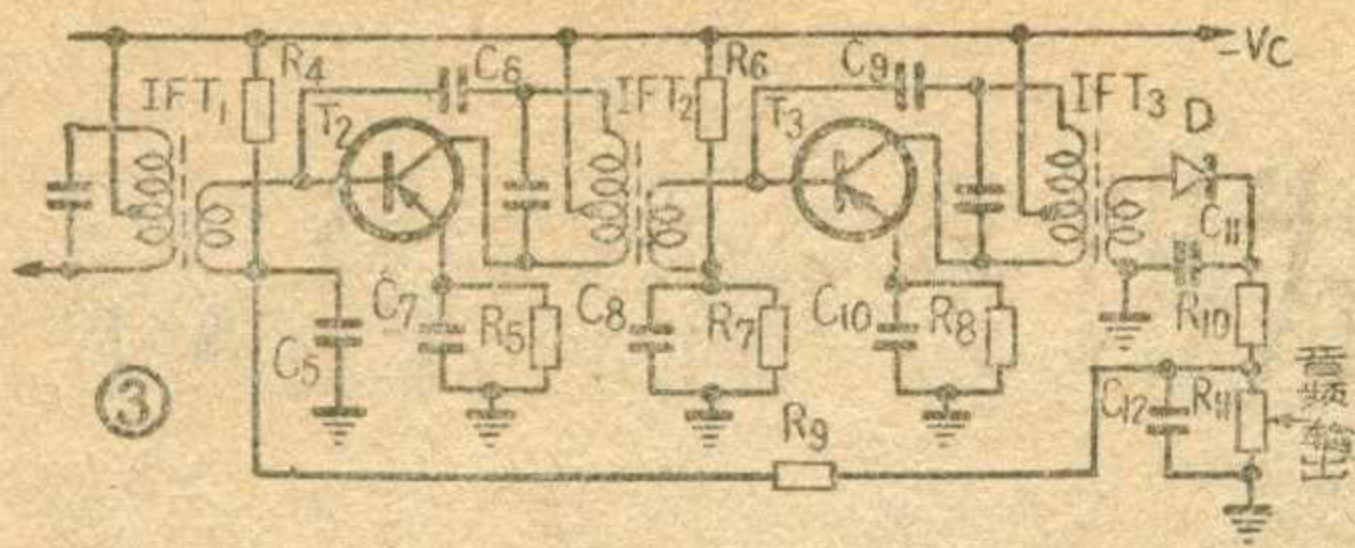 -VC
R4
C6
R6
C9
IFT1
IFT2
IFT3
D
T2
T3
C11
C7
R5
C8
R7
C10
R8
R10
C5
③
C12
R11
R9
音频输出